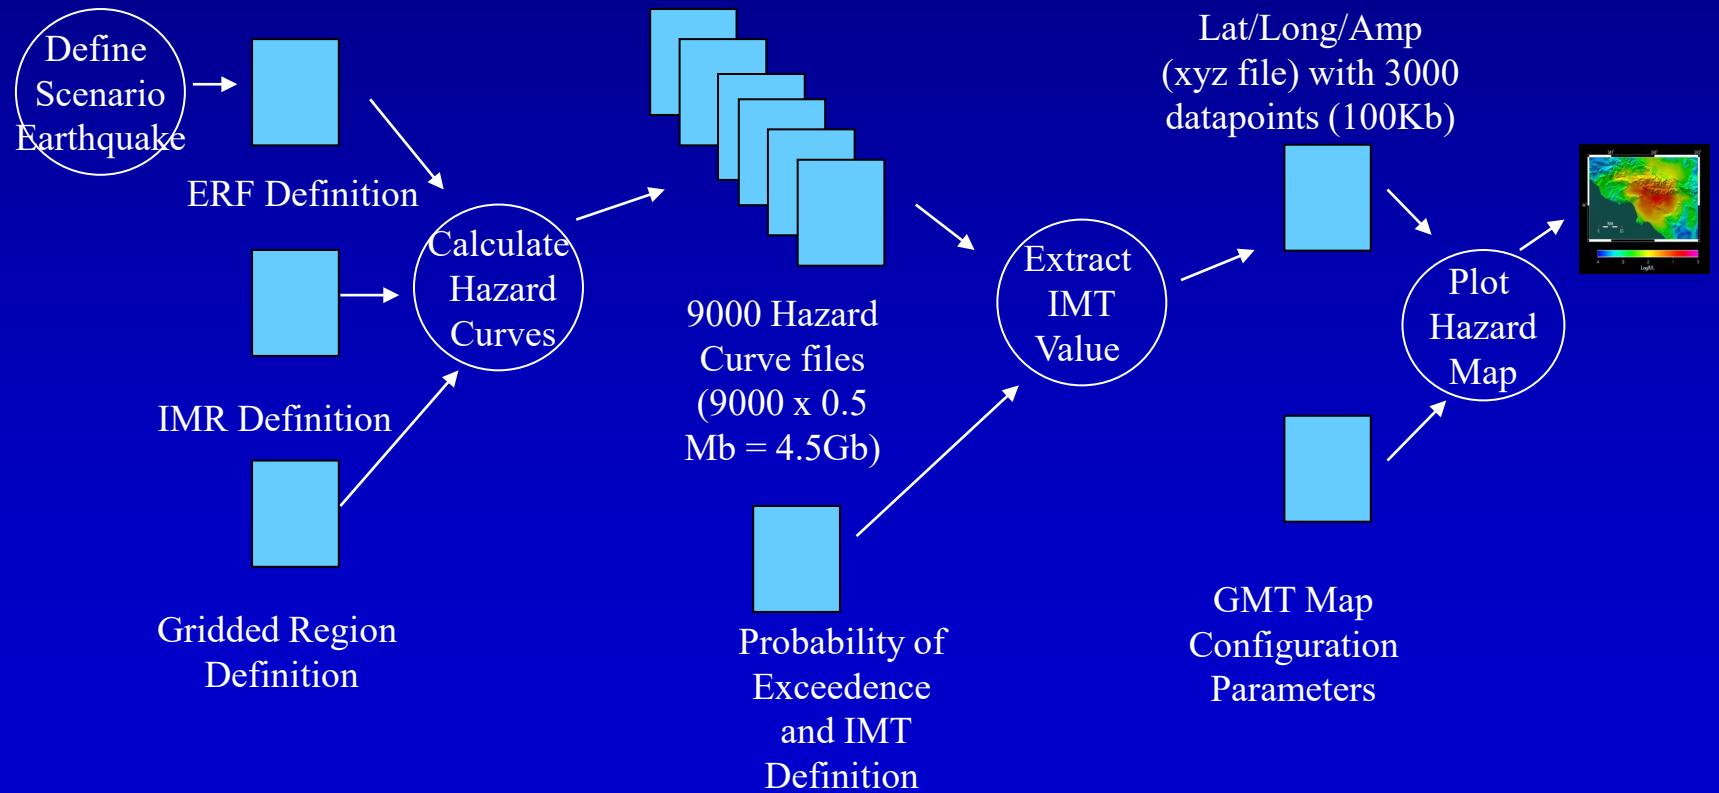 Define
Scenario
Earthquake
ERF Definition
IMR Definition
Gridded Region
Definition
Calculate
Hazard
Curves
9000 Hazard
Curve files
(9000 x 0.5
Mb = 4.5Gb)
Probability of
Exceedence
and IMT
Definition
Extract
IMT
Value
Lat/Long/Amp
(xyz file) with 3000
datapoints (100Kb)
GMT Map
Configuration
Parameters
Plot
Hazard
Map